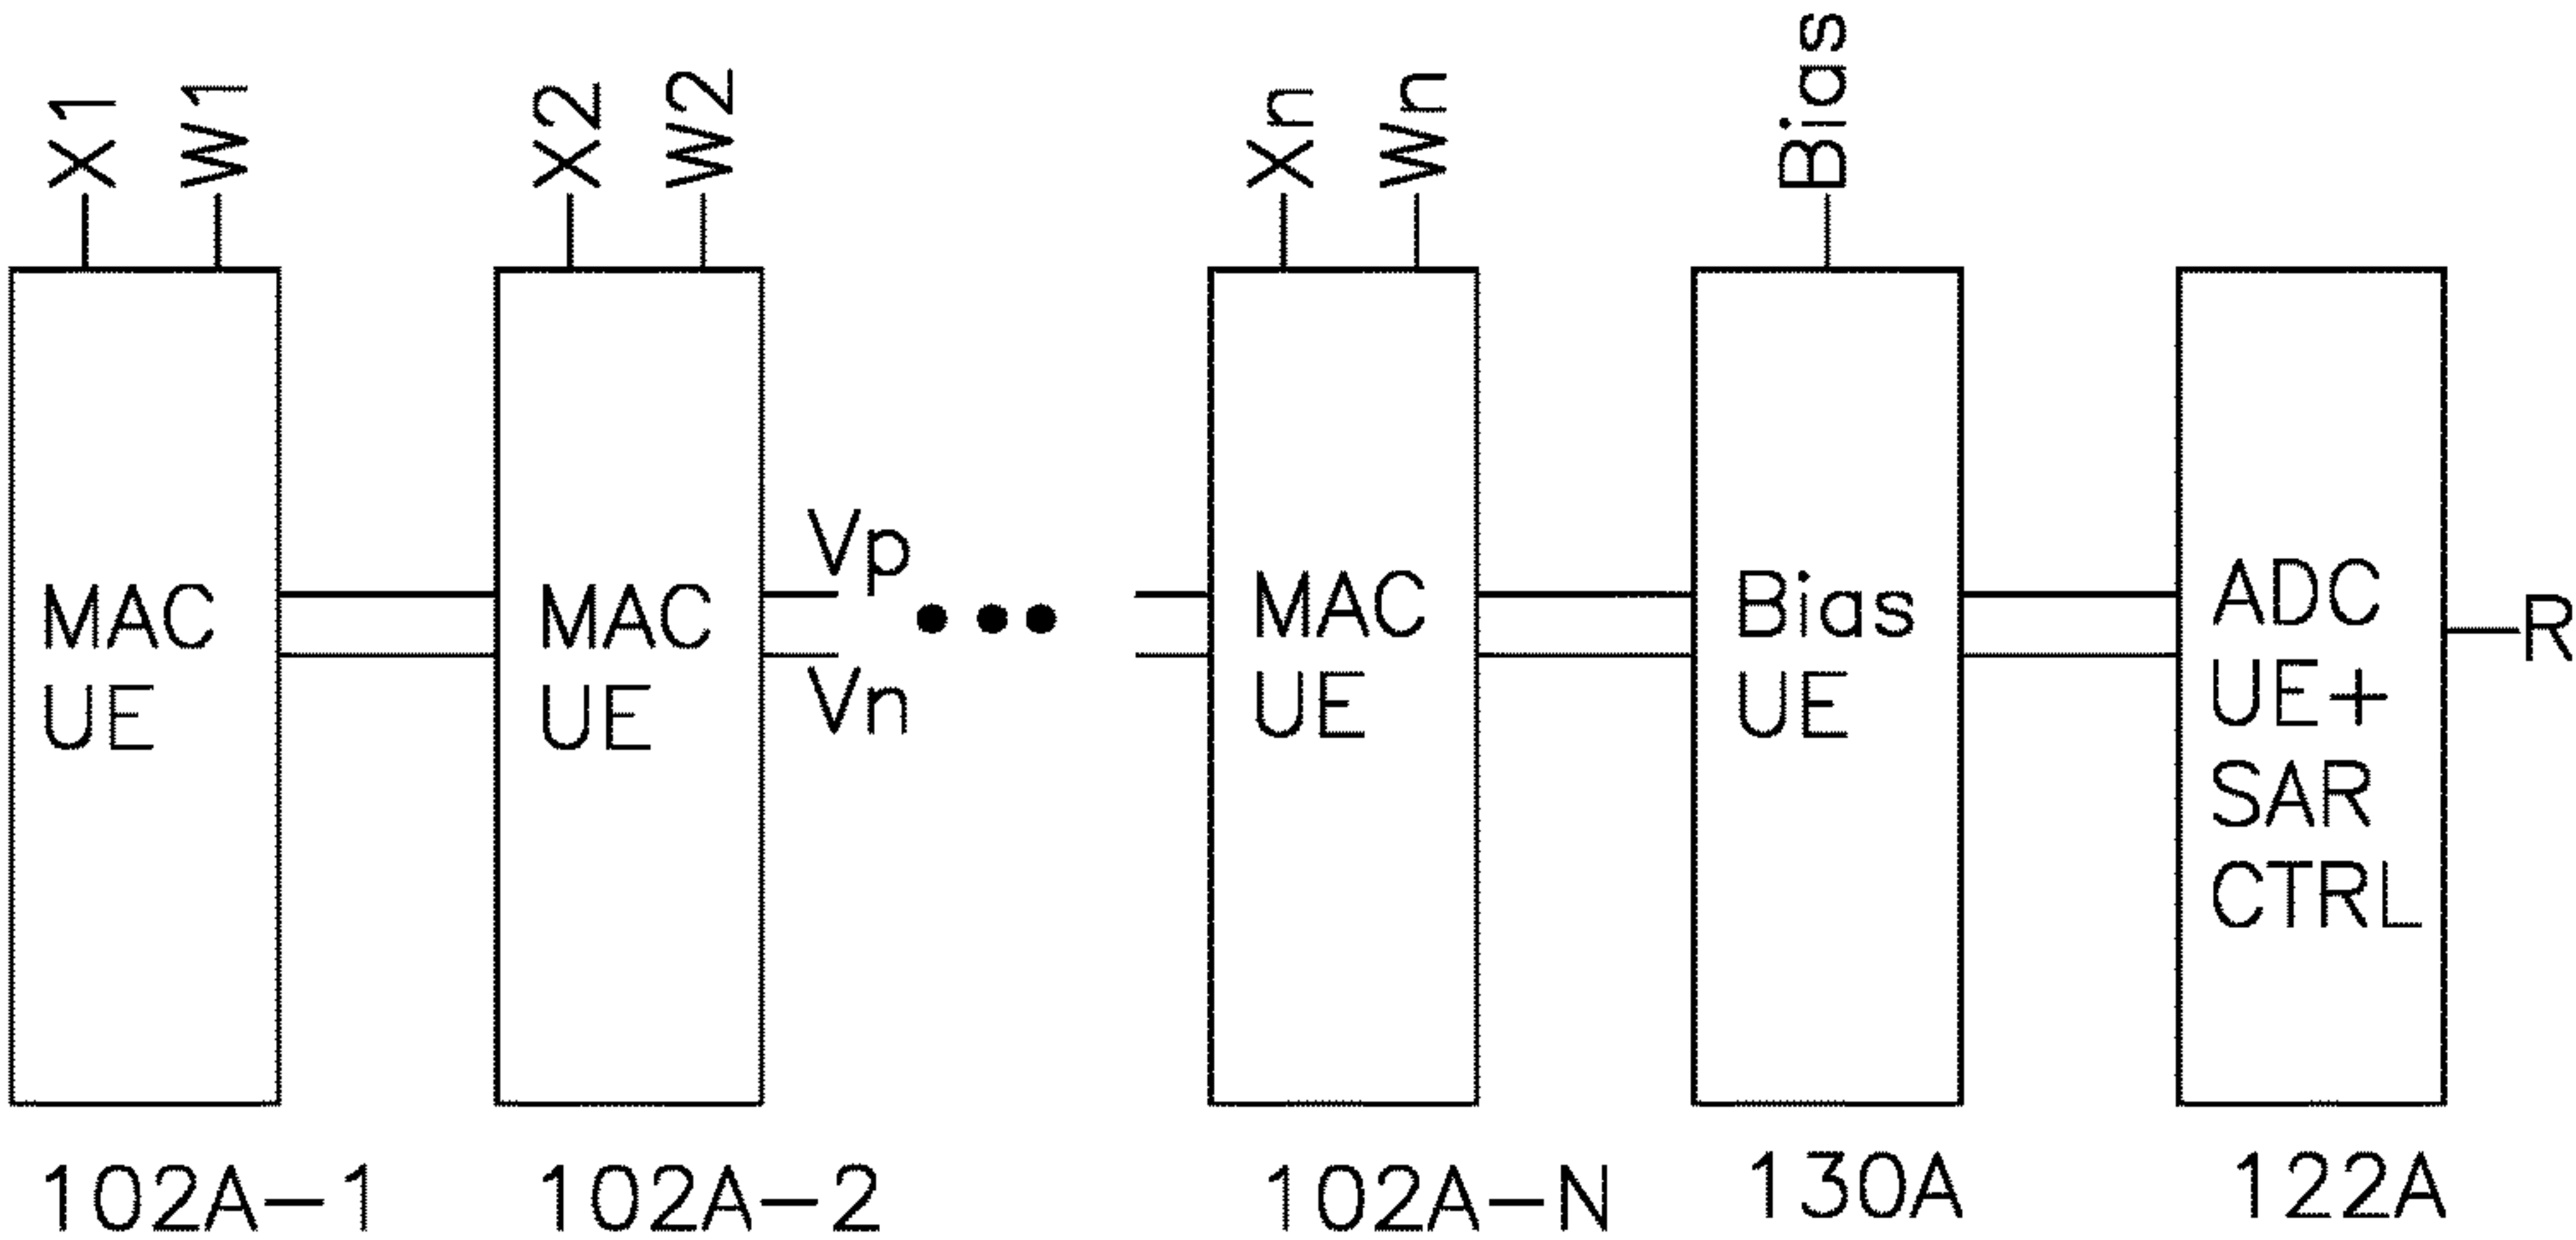 X1
W1
X2
W2
Xn
Wn
Bias
MAC
UE
MAC
UE
Vp
Vn
MAC
UE
Bias
UE
ADC
UE+
SAR
CTRL
R
102A-1
102A-2
102A-N
130A
122A